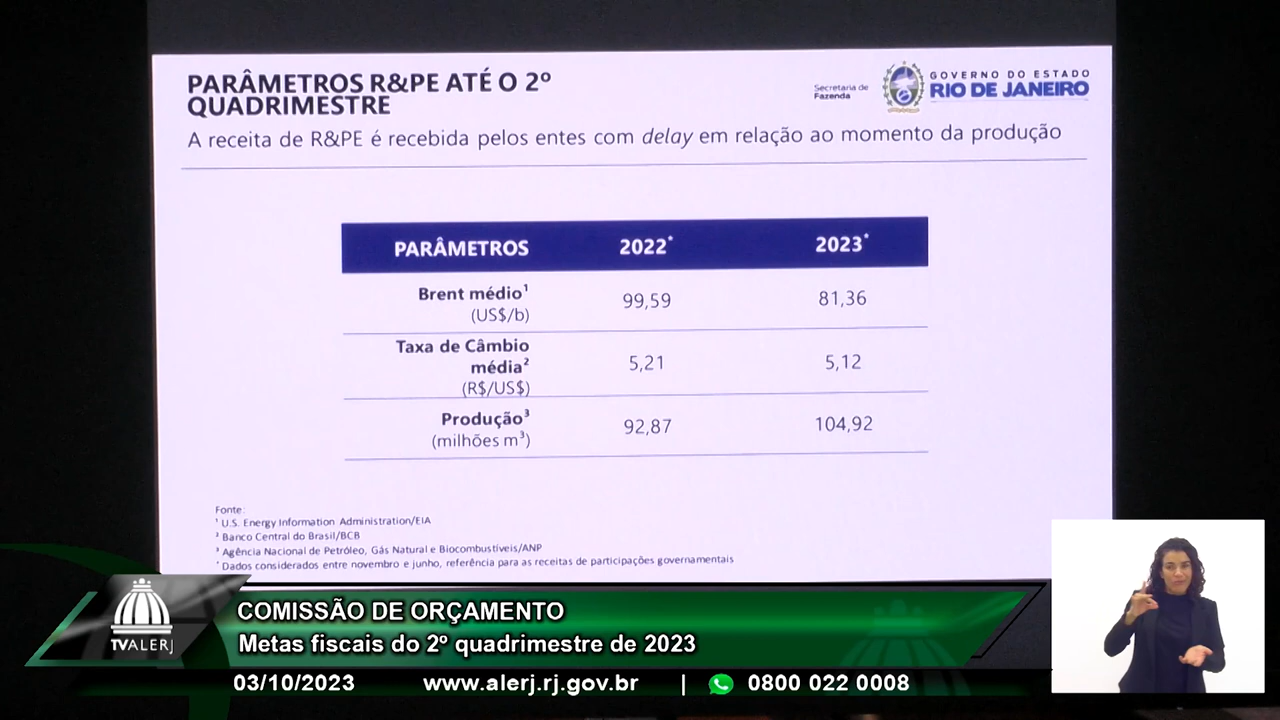 PARÂMETROS R&PE ATÉ O 2º
QUADRIMESTRE
Secretaria de
Fazenda
GOVERNO DO ESTADO
RIO DE JANEIRO
A receita de R&PE é recebida pelos entes com delay em relação ao momento da produção
PARÂMETROS 2022* 2023*
Brent médio¹
(US$/b) 99,59 81,36
Taxa de Câmbio
média² 5,21 5,12
(R$/US$)
Produção³
(milhões m³) 92,87 104,92
Fonte:
¹ U.S. Energy Information Administration/EIA
² Banco Central do Brasil/BCB
³ Agência Nacional de Petróleo, Gás Natural e Biocombustíveis/ANP
* Dados considerados entre novembro e junho, referência para as receitas de participações governamentais
TVALERJ
COMISSÃO DE ORÇAMENTO
Metas fiscais do 2º quadrimestre de 2023
03/10/2023 www.alerj.rj.gov.br | 0800 022 0008